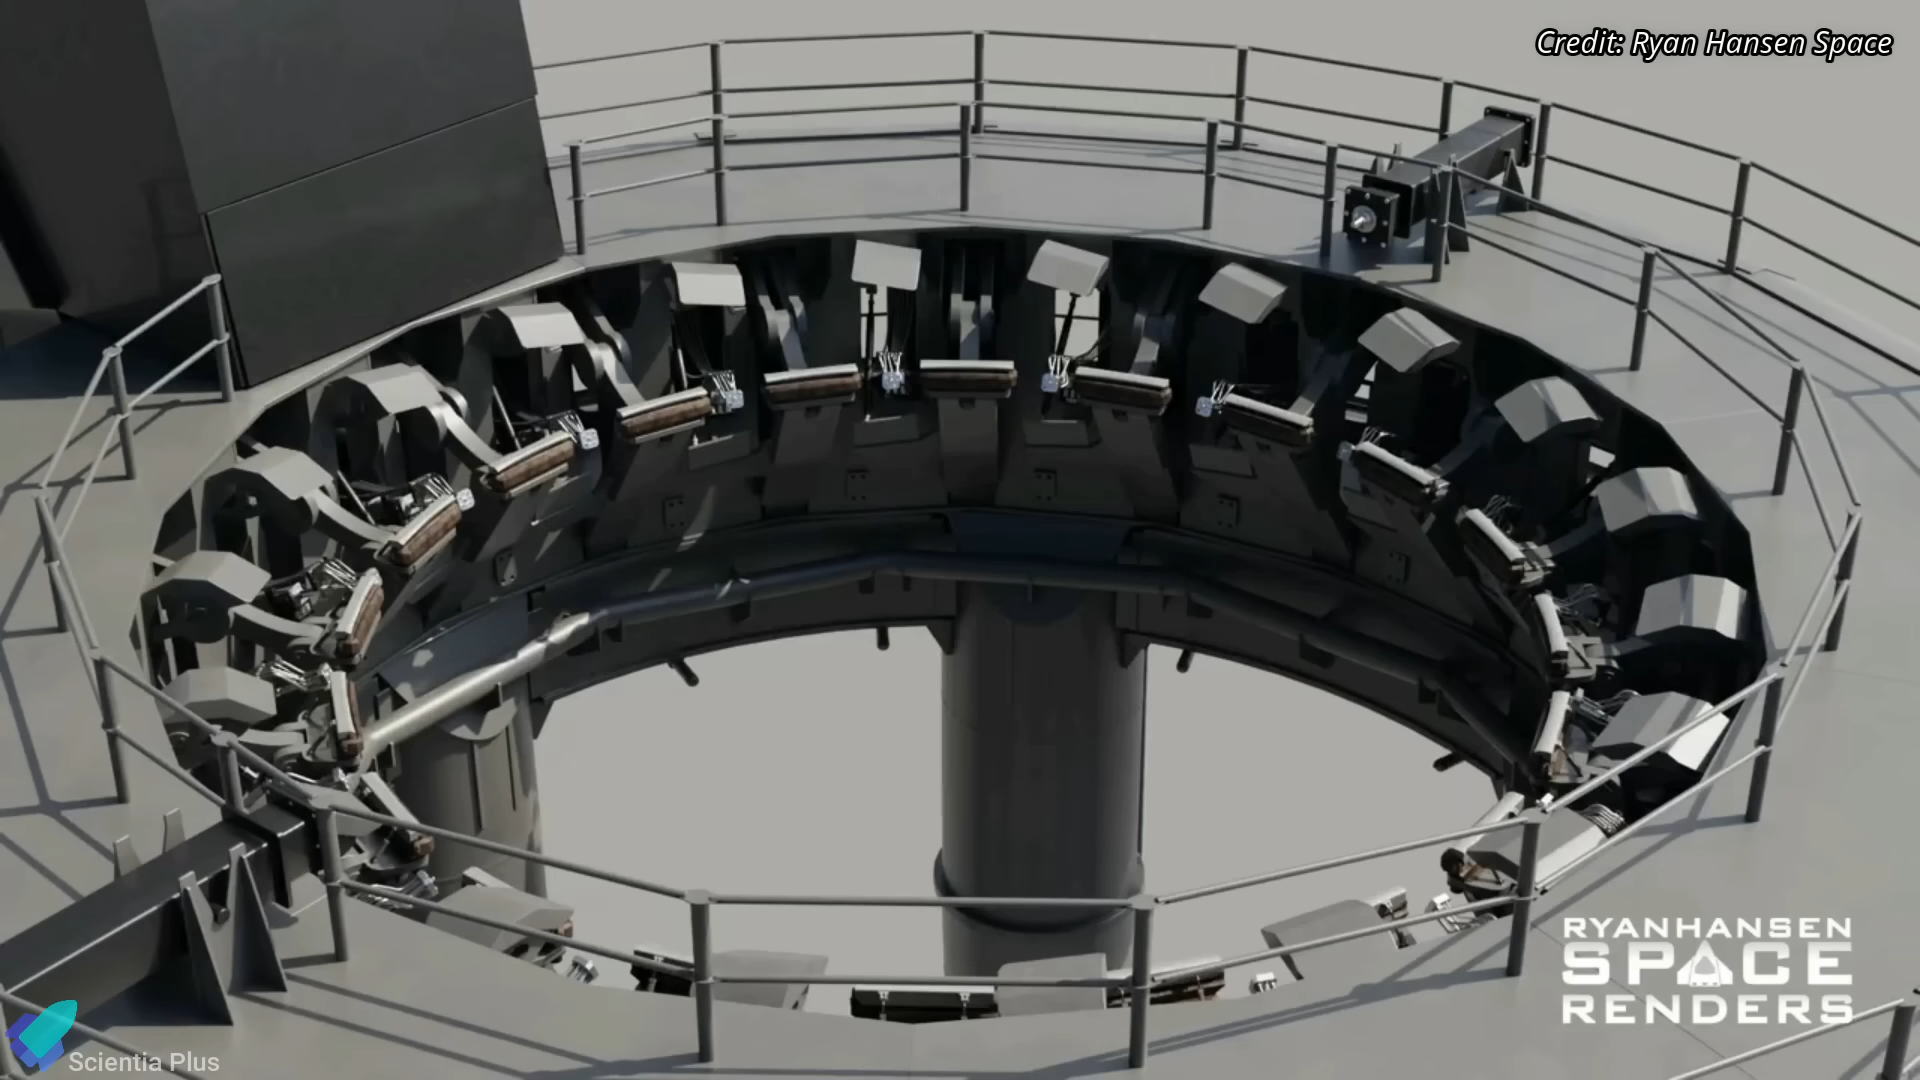 Credit: Ryan Hansen Space
RYANHANSEN
SPACE
RENDERS
Scientia Plus